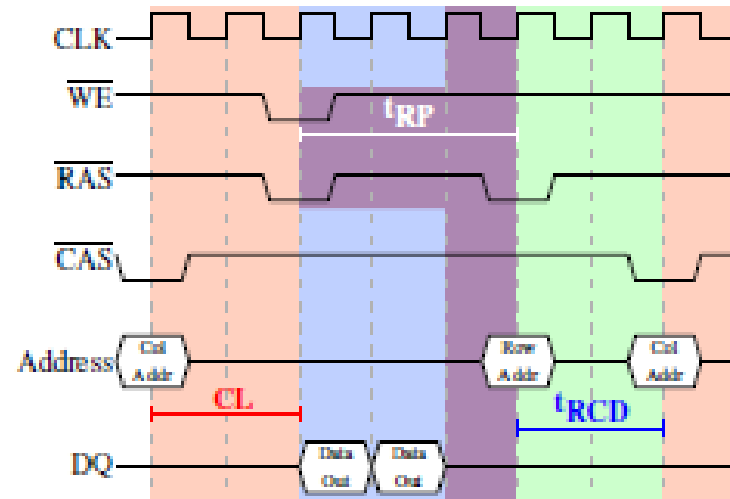 CLK
WE
tRP
RAS
CAS
Address
Col
Addr
Row
Addr
Col
Addr
CL
tRCD
DQ
Data
Out
Data
Out